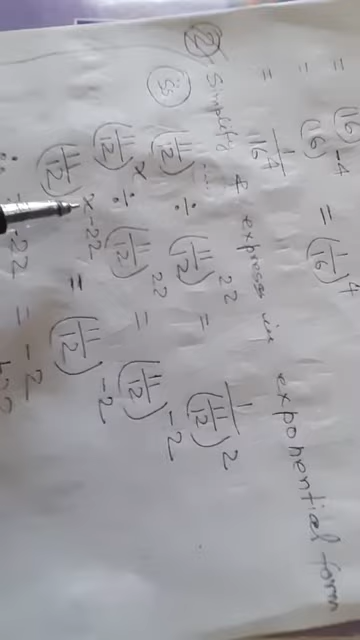 = (16)
= (16)^-4 = (1/16)^4
= 1/16^4
② Simplify & express in exponential form
(11/12)^... ÷ (11/12)^22 = 1/(11/12)^2
(11/12)^x ÷ (11/12)^22 = (11/12)^-2
(11/12)^x-22 = (11/12)^-2
∴ -22 = -2